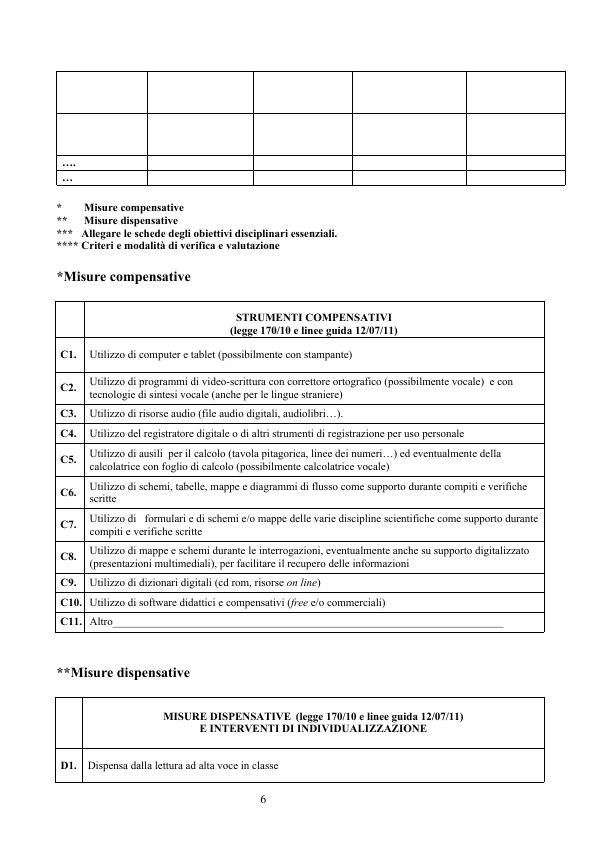 ….
…
* Misure compensative
** Misure dispensative
*** Allegare le schede degli obiettivi disciplinari essenziali.
**** Criteri e modalità di verifica e valutazione
*Misure compensative
STRUMENTI COMPENSATIVI
(legge 170/10 e linee guida 12/07/11)
C1. Utilizzo di computer e tablet (possibilmente con stampante)
C2. Utilizzo di programmi di video-scrittura con correttore ortografico (possibilmente vocale) e con
tecnologie di sintesi vocale (anche per le lingue straniere)
C3. Utilizzo di risorse audio (file audio digitali, audiolibri…).
C4. Utilizzo del registratore digitale o di altri strumenti di registrazione per uso personale
C5. Utilizzo di ausili per il calcolo (tavola pitagorica, linee dei numeri…) ed eventualmente della
calcolatrice con foglio di calcolo (possibilmente calcolatrice vocale)
C6. Utilizzo di schemi, tabelle, mappe e diagrammi di flusso come supporto durante compiti e verifiche
scritte
C7. Utilizzo di formulari e di schemi e/o mappe delle varie discipline scientifiche come supporto durante
compiti e verifiche scritte
C8. Utilizzo di mappe e schemi durante le interrogazioni, eventualmente anche su supporto digitalizzato
(presentazioni multimediali), per facilitare il recupero delle informazioni
C9. Utilizzo di dizionari digitali (cd rom, risorse on line)
C10. Utilizzo di software didattici e compensativi (free e/o commerciali)
C11. Altro______________________________________________________________________
**Misure dispensative
MISURE DISPENSATIVE (legge 170/10 e linee guida 12/07/11)
E INTERVENTI DI INDIVIDUALIZZAZIONE
D1. Dispensa dalla lettura ad alta voce in classe
6